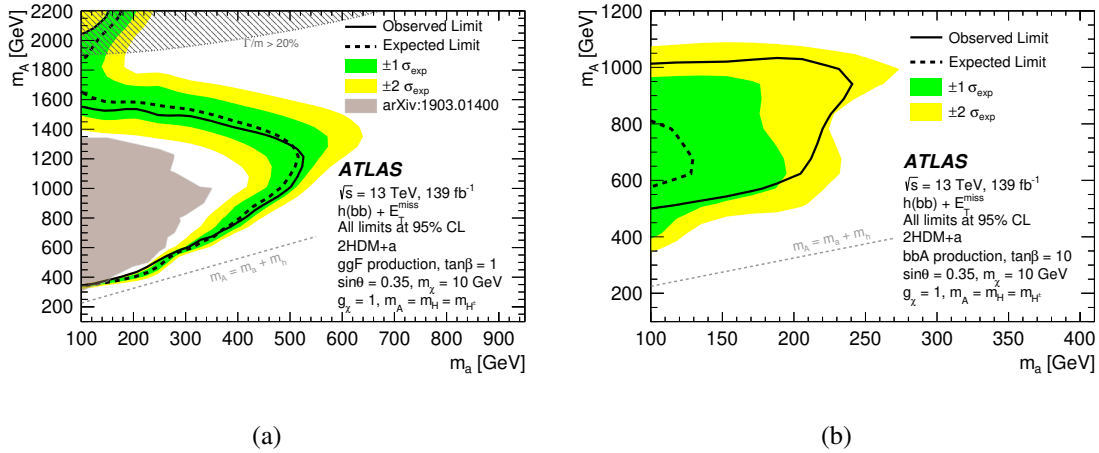 m_A [GeV]
2200
2000
1800
1600
1400
1200
1000
800
600
400
200
100 200 300 400 500 600 700 800 900
m_a [GeV]
Γ/m > 20%
Observed Limit
Expected Limit
±1 σ_exp
±2 σ_exp
arXiv:1903.01400
ATLAS
√s = 13 TeV, 139 fb⁻¹
h(bb) + E_T^miss
All limits at 95% CL
2HDM+a
ggF production, tanβ = 1
sinθ = 0.35, m_χ = 10 GeV
g_χ = 1, m_A = m_H = m_H±
m_A = m_a + m_h
(a)
m_A [GeV]
1200
1000
800
600
400
200
100 150 200 250 300 350 400
m_a [GeV]
Observed Limit
Expected Limit
±1 σ_exp
±2 σ_exp
ATLAS
√s = 13 TeV, 139 fb⁻¹
h(bb) + E_T^miss
All limits at 95% CL
2HDM+a
bbA production, tanβ = 10
sinθ = 0.35, m_χ = 10 GeV
g_χ = 1, m_A = m_H = m_H±
m_A = m_a + m_h
(b)